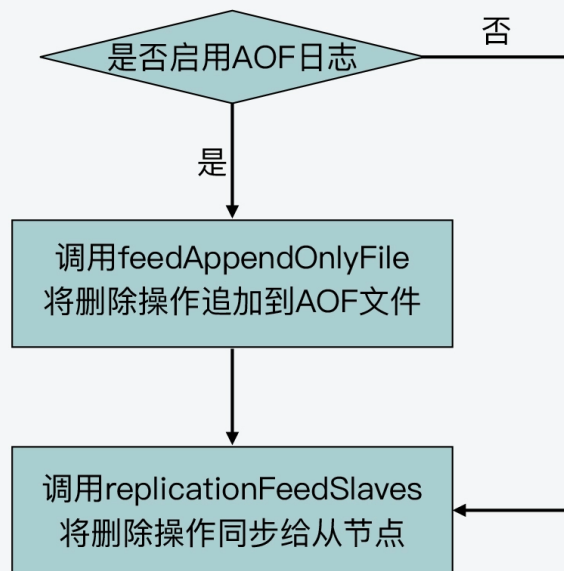 是否启用AOF日志
否
是
调用feedAppendOnlyFile
将删除操作追加到AOF文件
调用replicationFeedSlaves
将删除操作同步给从节点